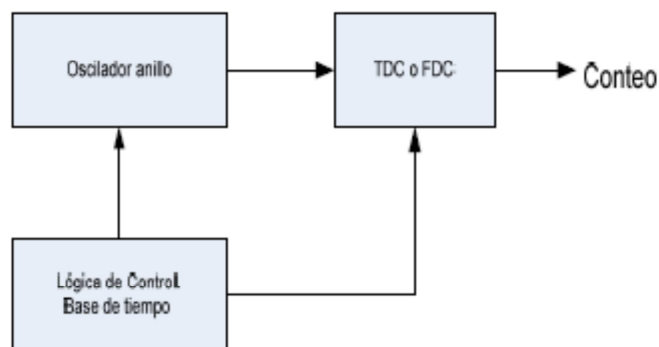 Oscilador anillo
TDC o FDC
Conteo
Lógica de Control
Base de tiempo